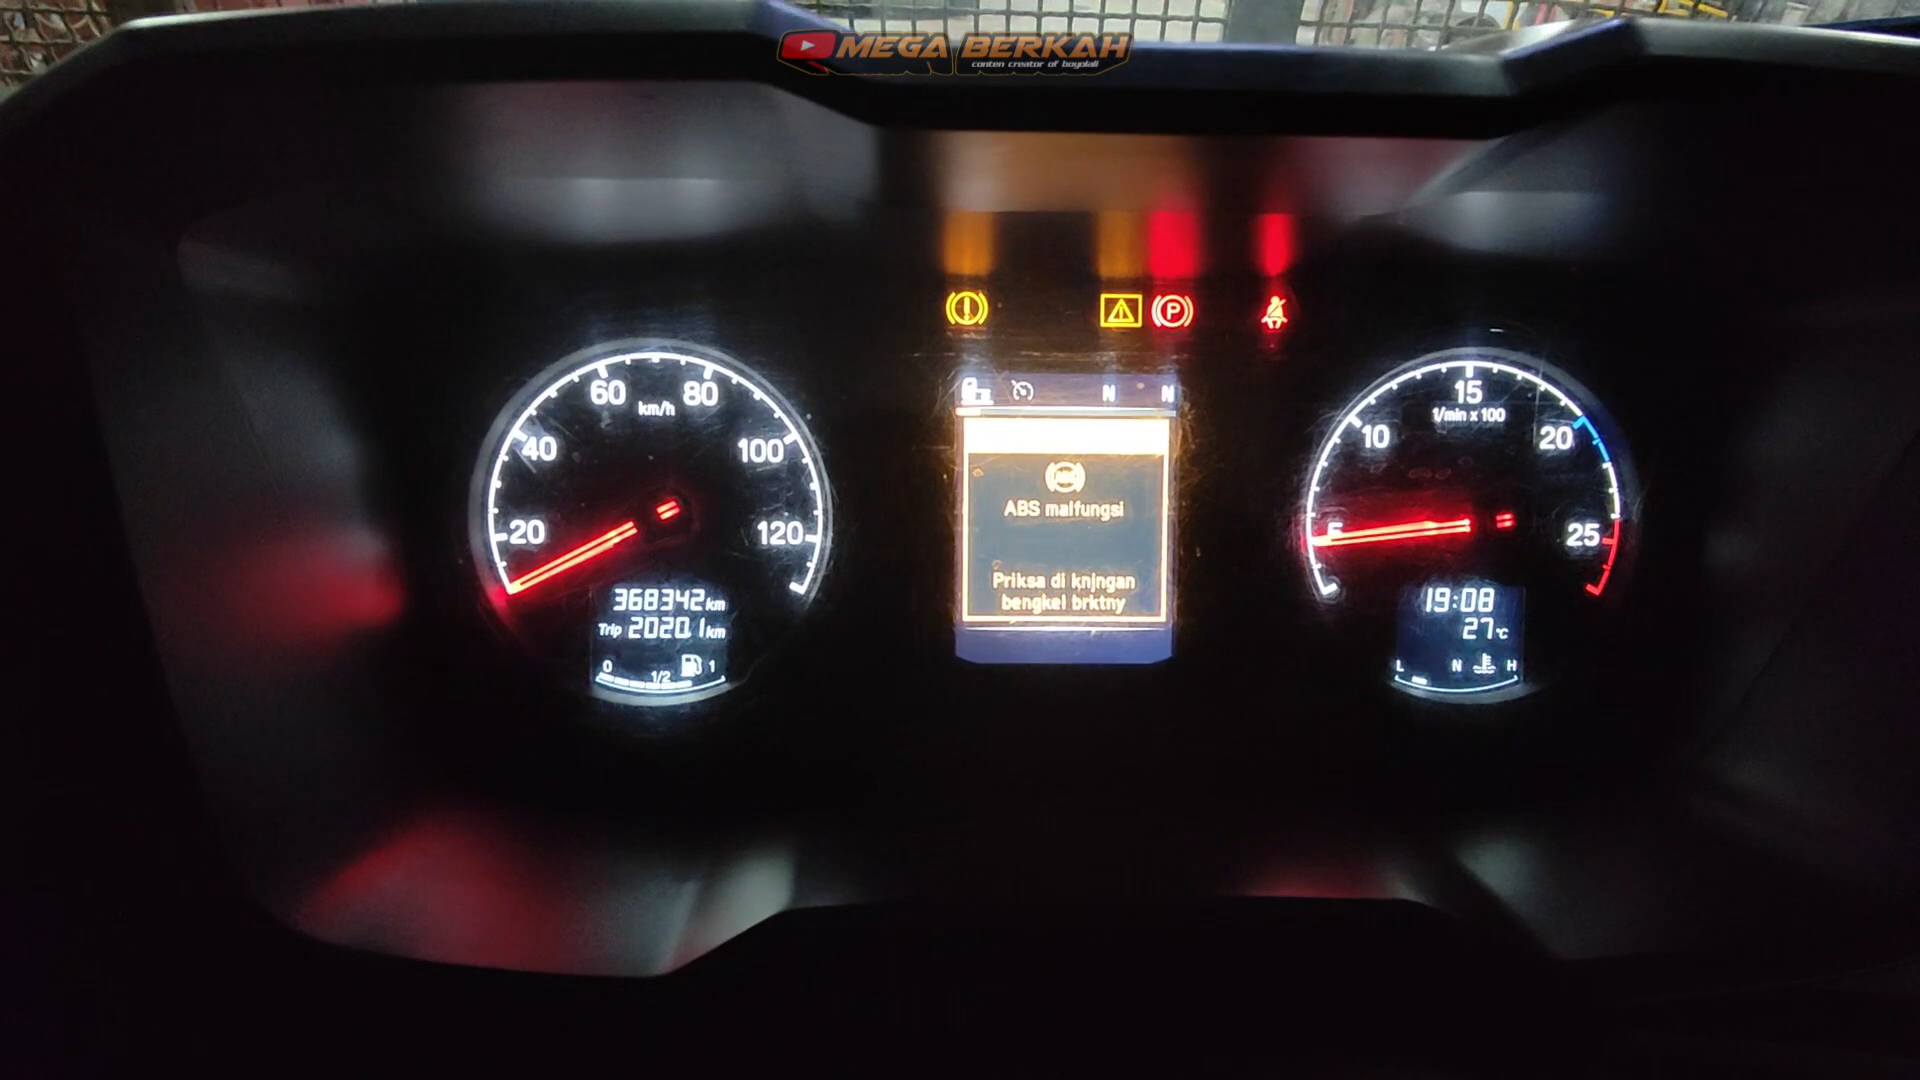 MEGA BERKAH
conten creator of boyolali
P
20 40 60 80 100 120
km/h
368342 km
Trip 2020.1 km
0 1/2 1
N N
ABS
ABS malfungsi
Priksa di knjngan
bengkel brktny
5 10 15 20 25
1/min x 100
19:08
27°C
L N H